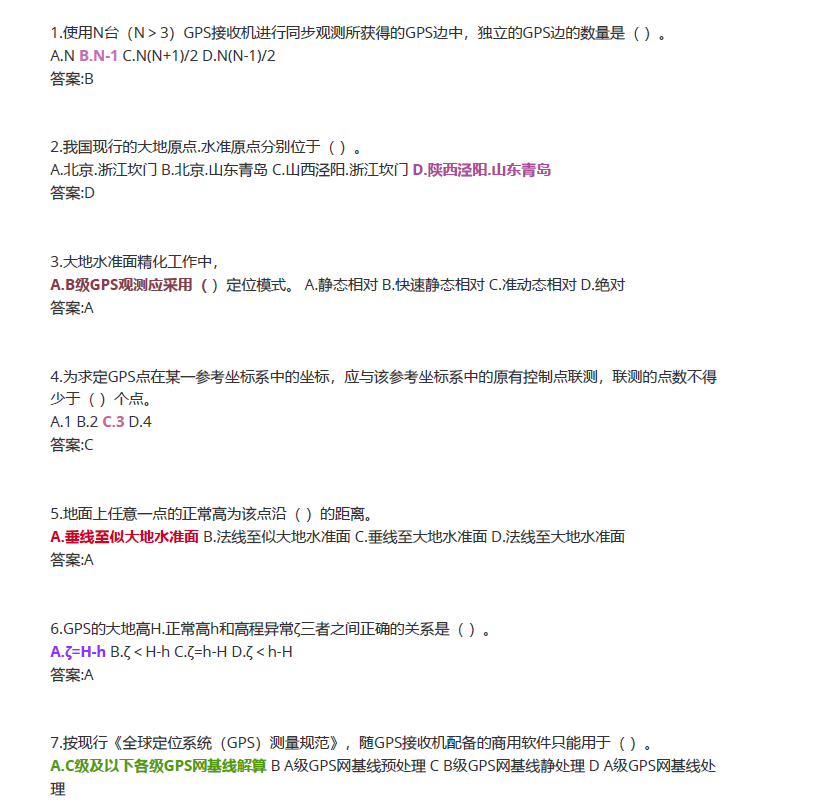 1.使用N台（N＞3）GPS接收机进行同步观测所获得的GPS边中，独立的GPS边的数量是（ ）。
A.N B.N-1 C.N(N+1)/2 D.N(N-1)/2
答案:B
2.我国现行的大地原点.水准原点分别位于（ ）。
A.北京.浙江坎门 B.北京.山东青岛 C.山西泾阳.浙江坎门 D.陕西泾阳.山东青岛
答案:D
3.大地水准面精化工作中，
A.B级GPS观测应采用（ ）定位模式。 A.静态相对 B.快速静态相对 C.准动态相对 D.绝对
答案:A
4.为求定GPS点在某一参考坐标系中的坐标，应与该参考坐标系中的原有控制点联测，联测的点数不得
少于（ ）个点。
A.1 B.2 C.3 D.4
答案:C
5.地面上任意一点的正常高为该点沿（ ）的距离。
A.垂线至似大地水准面 B.法线至似大地水准面 C.垂线至大地水准面 D.法线至大地水准面
答案:A
6.GPS的大地高H.正常高h和高程异常ζ三者之间正确的关系是（ ）。
A.ζ=H-h B.ζ＜H-h C.ζ=h-H D.ζ＜h-H
答案:A
7.按现行《全球定位系统（GPS）测量规范》，随GPS接收机配备的商用软件只能用于（ ）。
A.C级及以下各级GPS网基线解算 B A级GPS网基线预处理 C B级GPS网基线静处理 D A级GPS网基线处
理